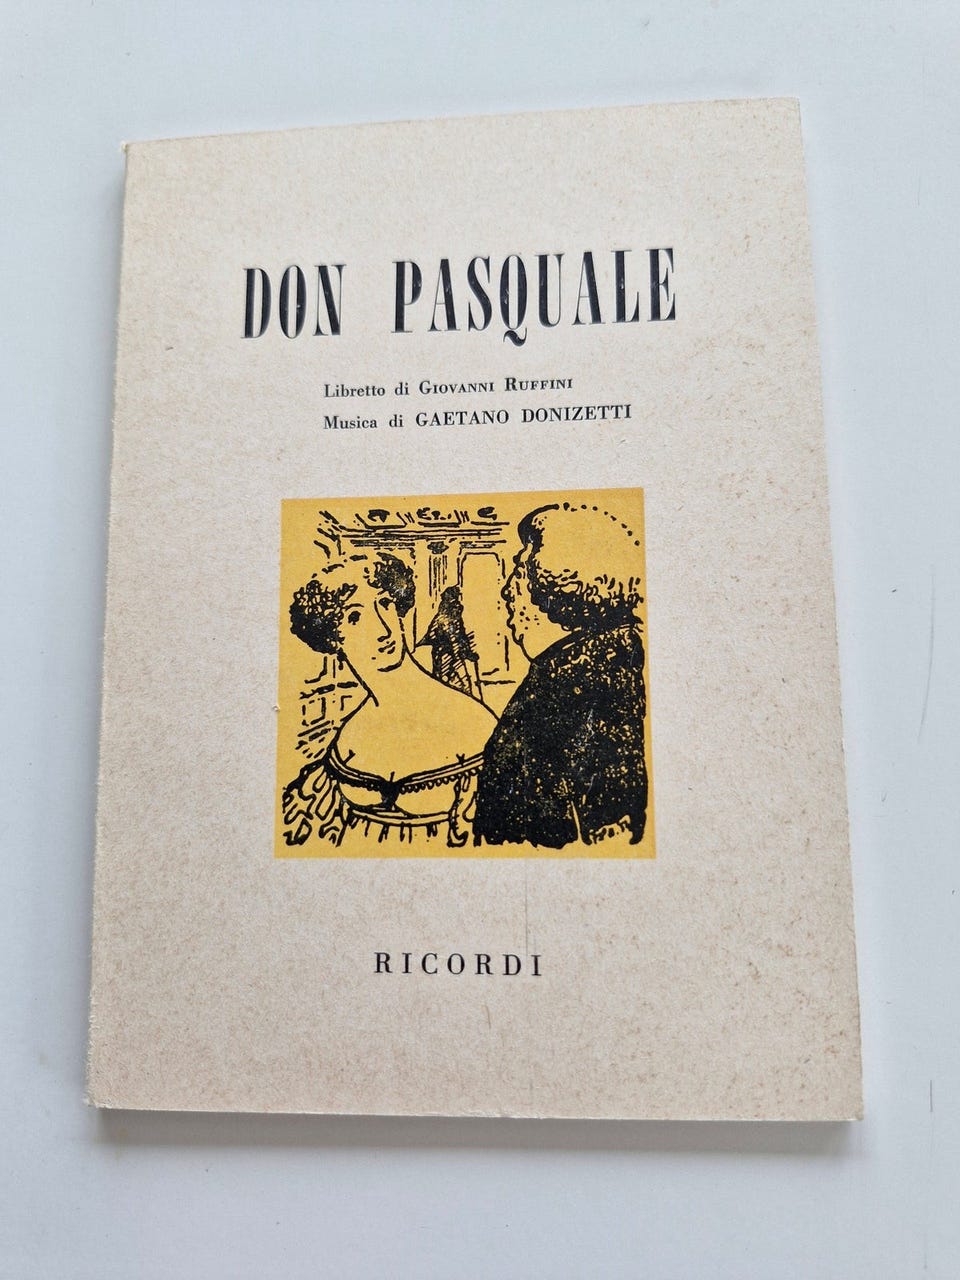 DON PASQUALE
Libretto di GIOVANNI RUFFINI
Musica di GAETANO DONIZETTI
RICORDI